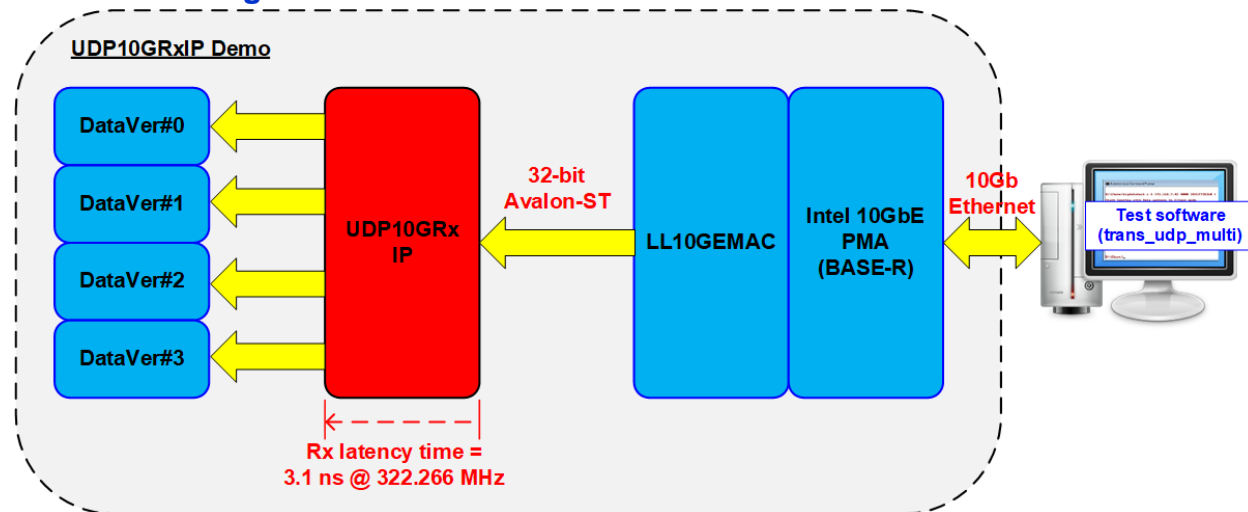 UDP10GRxIP Demo
DataVer#0
DataVer#1
DataVer#2
DataVer#3
UDP10GRx
IP
32-bit
Avalon-ST
LL10GEMAC
Intel 10GbE
PMA
(BASE-R)
10Gb
Ethernet
Test software
(trans_udp_multi)
Rx latency time =
3.1 ns @ 322.266 MHz